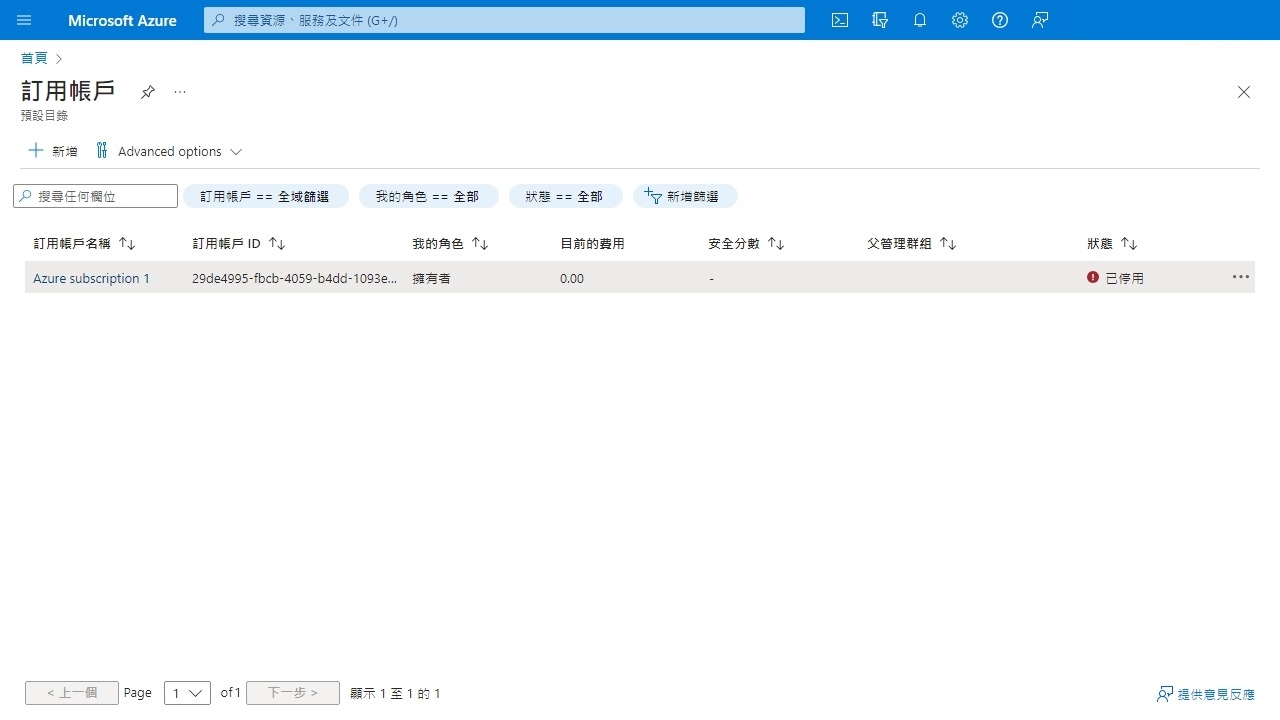 Microsoft Azure
搜尋資源、服務及文件 (G+/)
首頁
訂用帳戶
預設目錄
新增
Advanced options
搜尋任何欄位
訂用帳戶 == 全域篩選
我的角色 == 全部
狀態 == 全部
新增篩選
訂用帳戶名稱 訂用帳戶 ID 我的角色 目前的費用 安全分數 父管理群組 狀態
Azure subscription 1 29de4995-fbcb-4059-b4dd-1093e... 擁有者 0.00 - 已停用
< 上一個 Page 1 of 1 下一步 > 顯示 1 至 1 的 1
提供意見反應